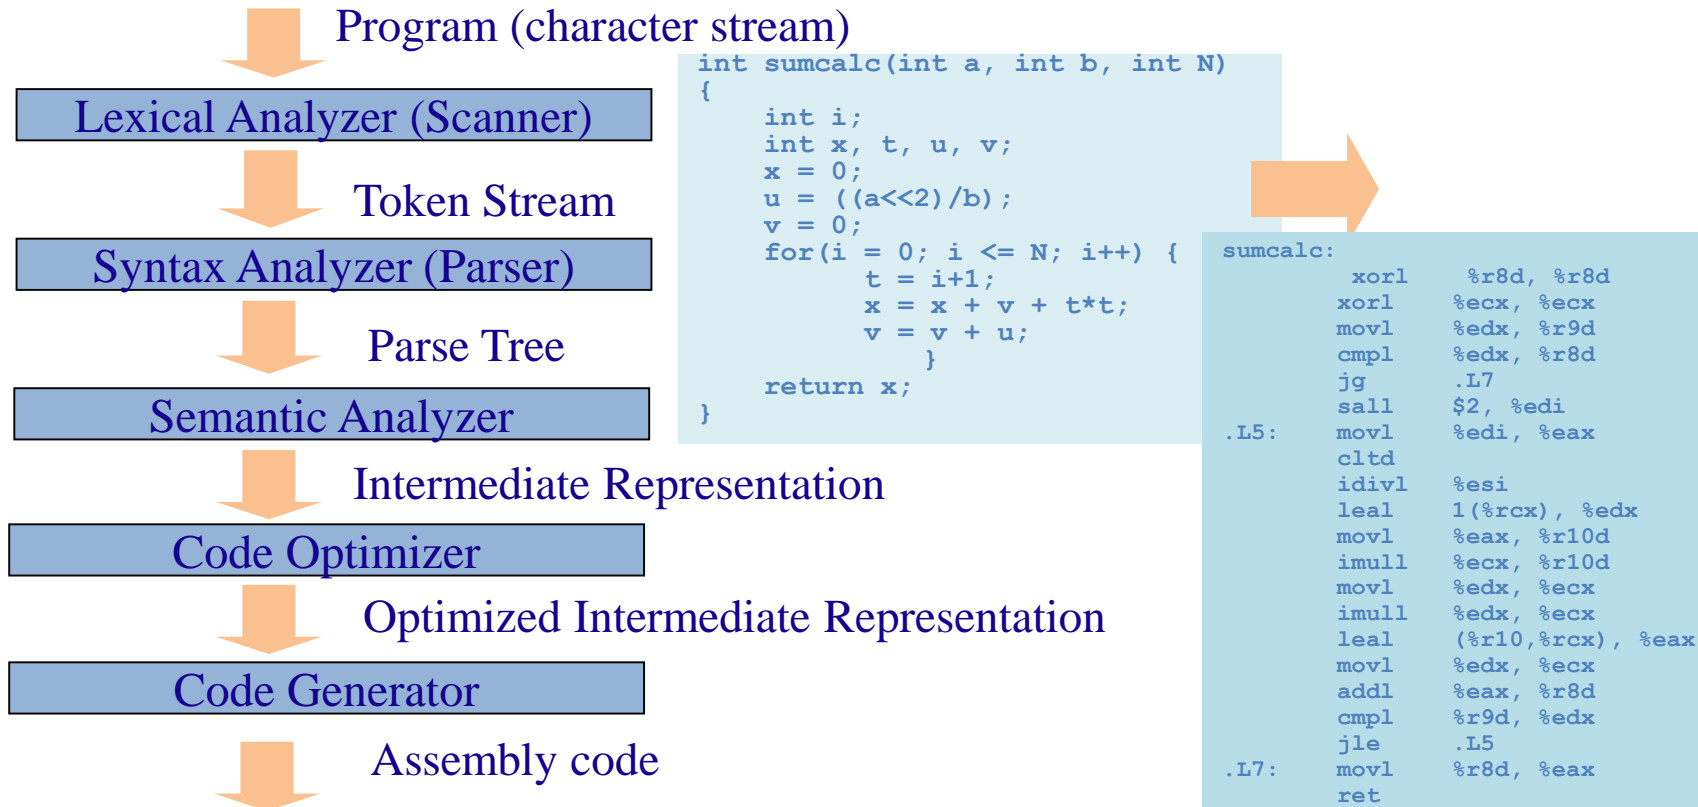 Program (character stream)
Lexical Analyzer (Scanner)
Token Stream
Syntax Analyzer (Parser)
Parse Tree
Semantic Analyzer
Intermediate Representation
Code Optimizer
Optimized Intermediate Representation
Code Generator
Assembly code
int sumcalc(int a, int b, int N)
{
int i;
int x, t, u, v;
x = 0;
u = ((a<<2)/b);
v = 0;
for(i = 0; i <= N; i++) {
t = i+1;
x = x + v + t*t;
v = v + u;
}
return x;
}
sumcalc:
xorl %r8d, %r8d
xorl %ecx, %ecx
movl %edx, %r9d
cmpl %edx, %r8d
jg .L7
sall $2, %edi
.L5: movl %edi, %eax
cltd
idivl %esi
leal 1(%rcx), %edx
movl %eax, %r10d
imull %ecx, %r10d
movl %edx, %ecx
imull %edx, %ecx
leal (%r10,%rcx), %eax
movl %edx, %ecx
addl %eax, %r8d
cmpl %r9d, %edx
jle .L5
.L7: movl %r8d, %eax
ret